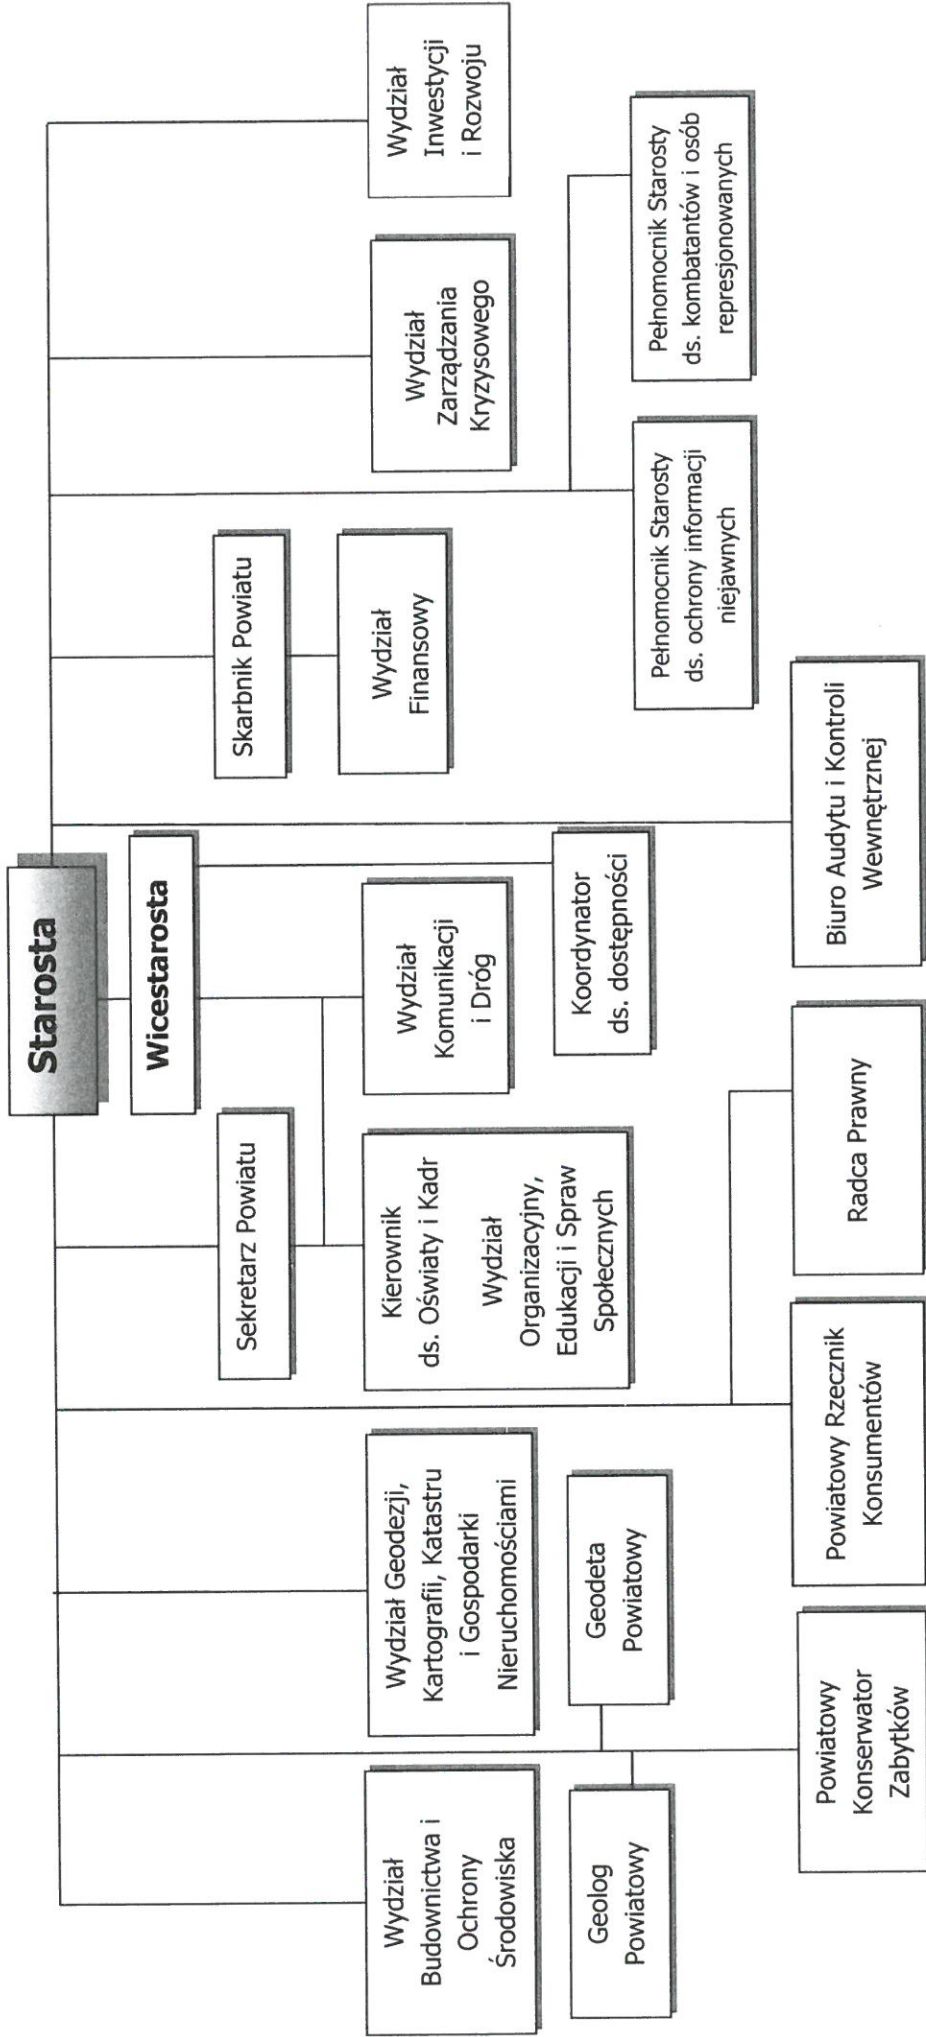 Starosta
Wicestarosta
Sekretarz Powiatu
Skarbnik Powiatu
Wydział
Budownictwa i
Ochrony
Środowiska
Wydział Geodezji,
Kartografii, Katastru
i Gospodarki
Nieruchomościami
Kierownik
ds. Oświaty i Kadr
Wydział
Organizacyjny,
Edukacji i Spraw
Społecznych
Wydział
Komunikacji
i Dróg
Wydział
Finansowy
Wydział
Zarządzania
Kryzysowego
Wydział
Inwestycji
i Rozwoju
Geolog
Powiatowy
Geodeta
Powiatowy
Koordynator
ds. dostępności
Pełnomocnik Starosty
ds. ochrony informacji
niejawnych
Pełnomocnik Starosty
ds. kombatantów i osób
represjonowanych
Powiatowy
Konserwator
Zabytków
Powiatowy Rzecznik
Konsumentów
Radca Prawny
Biuro Audytu i Kontroli
Wewnętrznej